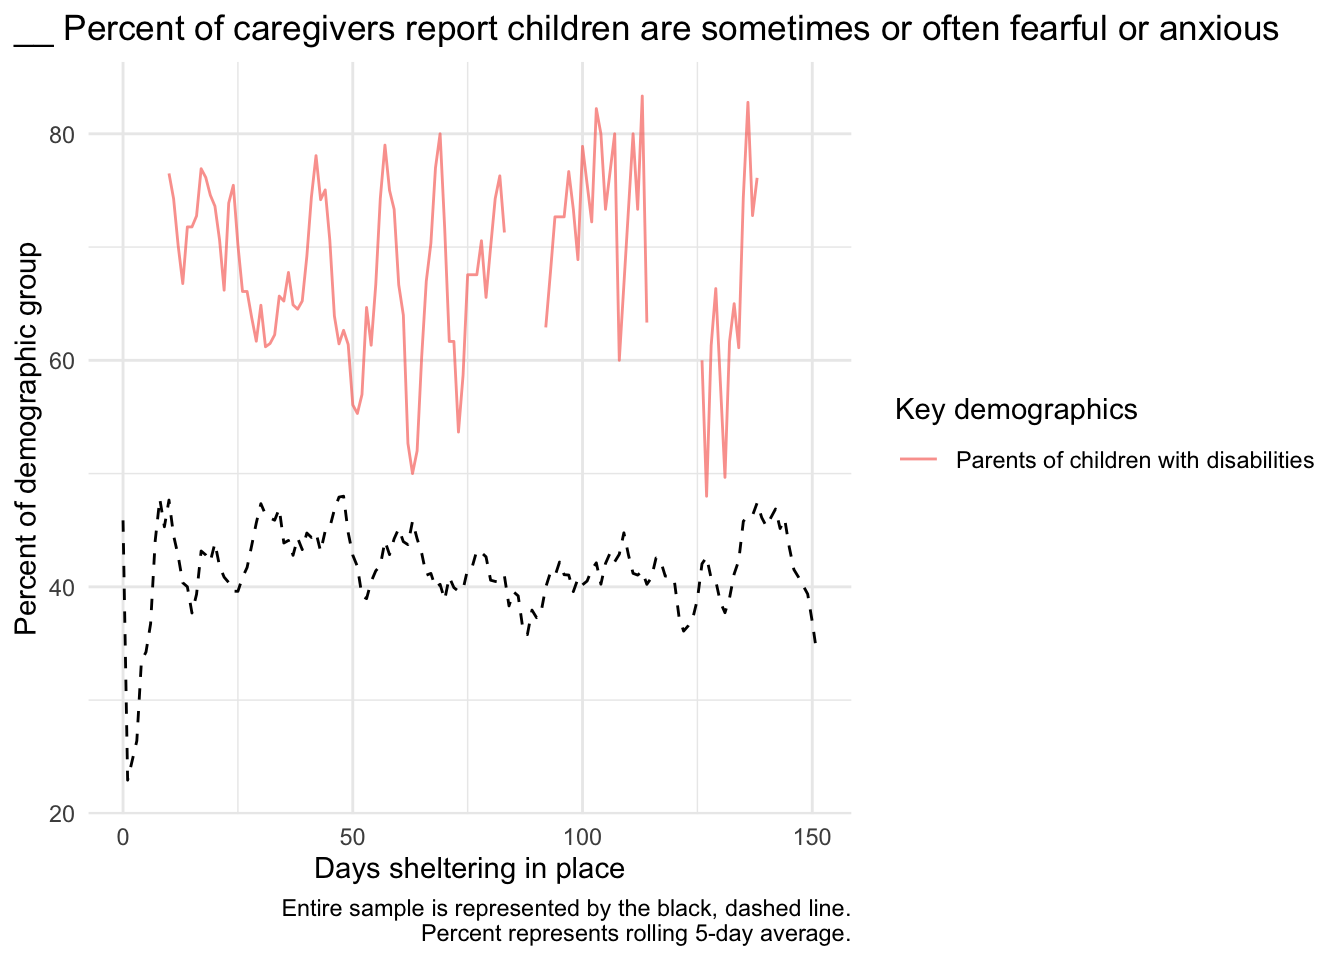 __ Percent of caregivers report children are sometimes or often fearful or anxious
Percent of demographic group
80
60
40
20
0 50 100 150
Days sheltering in place
Key demographics
Parents of children with disabilities
Entire sample is represented by the black, dashed line.
Percent represents rolling 5-day average.